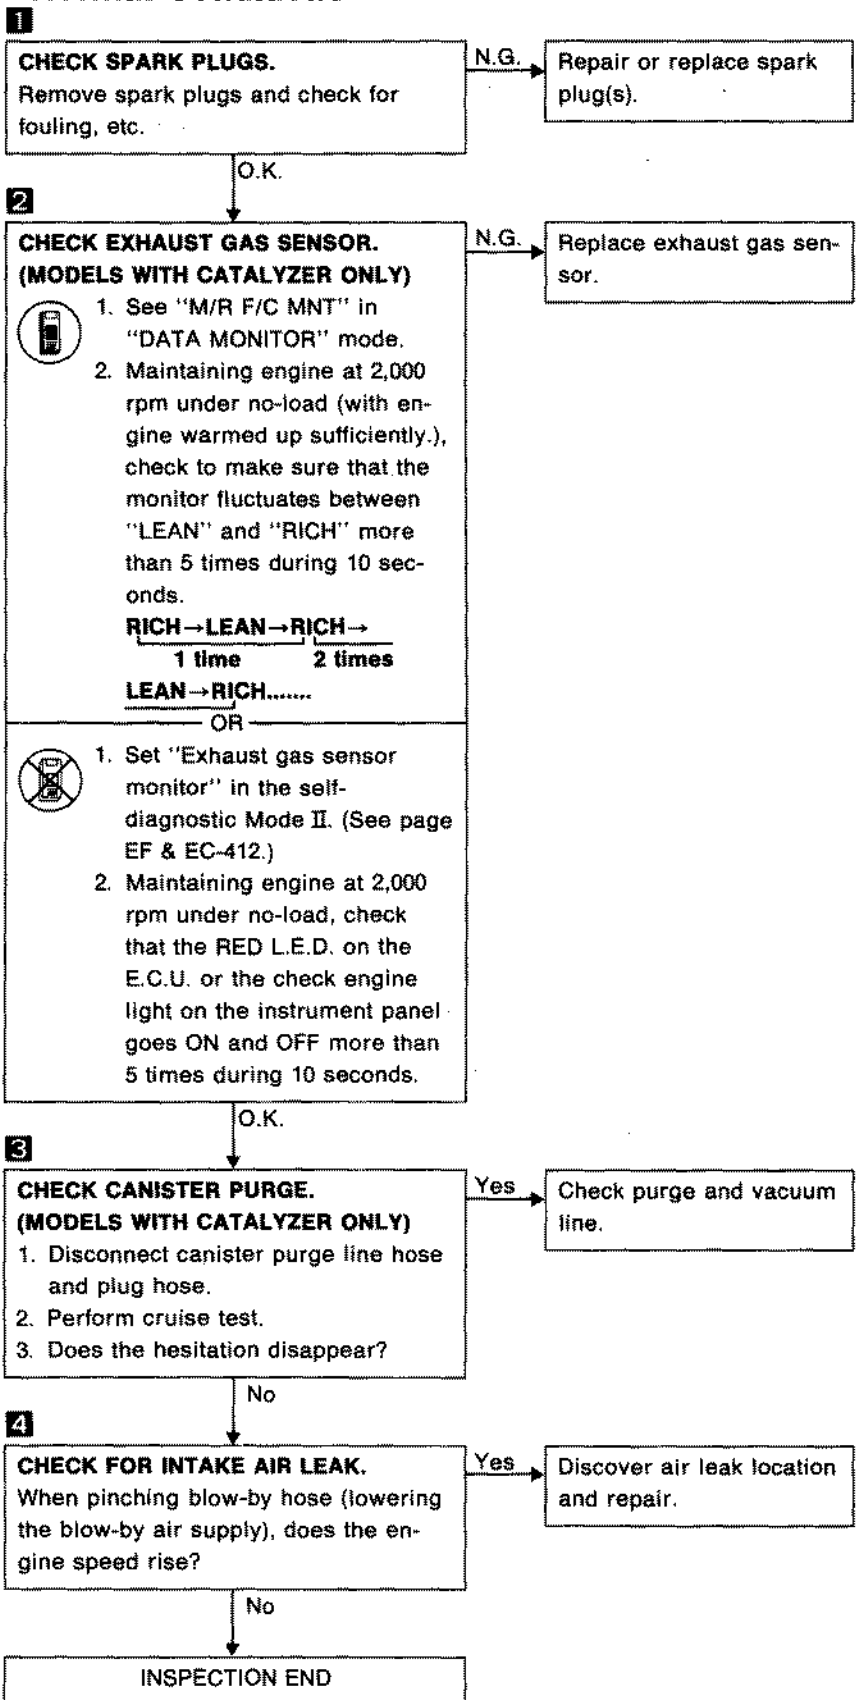 1
CHECK SPARK PLUGS.
Remove spark plugs and check for
fouling, etc.
N.G.
Repair or replace spark
plug(s).
O.K.
2
CHECK EXHAUST GAS SENSOR.
(MODELS WITH CATALYZER ONLY)
1. See "M/R F/C MNT" in
"DATA MONITOR" mode.
2. Maintaining engine at 2,000
rpm under no-load (with en-
gine warmed up sufficiently.),
check to make sure that the
monitor fluctuates between
"LEAN" and "RICH" more
than 5 times during 10 sec-
onds.
RICH→LEAN→RICH→
1 time 2 times
LEAN→RICH.......
N.G.
Replace exhaust gas sen-
sor.
OR
1. Set "Exhaust gas sensor
monitor" in the self-
diagnostic Mode II. (See page
EF & EC-412.)
2. Maintaining engine at 2,000
rpm under no-load, check
that the RED L.E.D. on the
E.C.U. or the check engine
light on the instrument panel
goes ON and OFF more than
5 times during 10 seconds.
O.K.
3
CHECK CANISTER PURGE.
(MODELS WITH CATALYZER ONLY)
1. Disconnect canister purge line hose
and plug hose.
2. Perform cruise test.
3. Does the hesitation disappear?
Yes
Check purge and vacuum
line.
No
4
CHECK FOR INTAKE AIR LEAK.
When pinching blow-by hose (lowering
the blow-by air supply), does the en-
gine speed rise?
Yes
Discover air leak location
and repair.
No
INSPECTION END